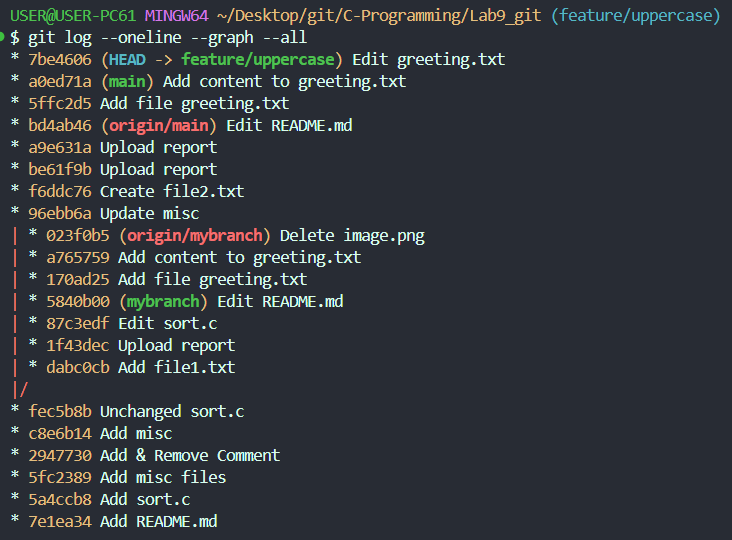 USER@USER-PC61 MINGW64 ~/Desktop/git/C-Programming/Lab9_git (feature/uppercase)
$ git log --oneline --graph --all
* 7be4606 (HEAD -> feature/uppercase) Edit greeting.txt
* a0ed71a (main) Add content to greeting.txt
* 5ffc2d5 Add file greeting.txt
* bd4ab46 (origin/main) Edit README.md
* a9e631a Upload report
* be61f9b Upload report
* f6ddc76 Create file2.txt
* 96ebb6a Update misc
| * 023f0b5 (origin/mybranch) Delete image.png
| * a765759 Add content to greeting.txt
| * 170ad25 Add file greeting.txt
| * 5840b00 (mybranch) Edit README.md
| * 87c3edf Edit sort.c
| * 1f43dec Upload report
| * dabc0cb Add file1.txt
|/
* fec5b8b Unchanged sort.c
* c8e6b14 Add misc
* 2947730 Add & Remove Comment
* 5fc2389 Add misc files
* 5a4ccb8 Add sort.c
* 7e1ea34 Add README.md